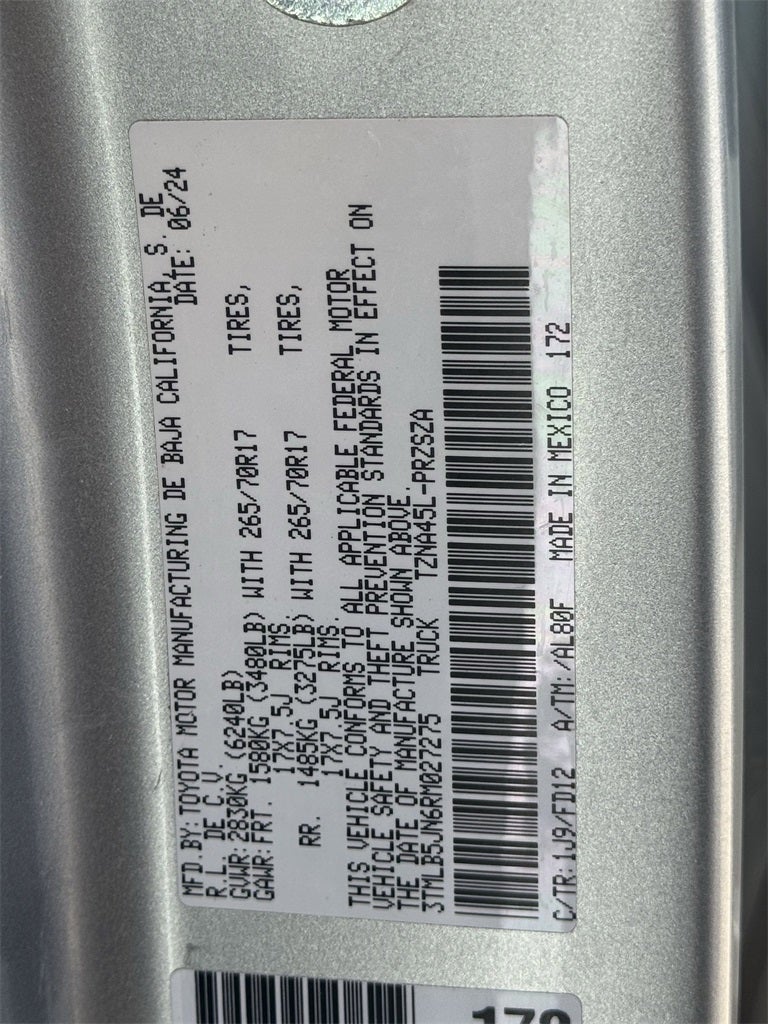 MFD.BY:TOYOTA MOTOR MANUFACTURING DE BAJA CALIFORNIA, S. DE
R.L. DE C.V. DATE: 06/24
GVWR:2830KG (6240LB)
GAWR:FRT. 1580KG (3480LB) WITH 265/70R17 TIRES,
17X7.5J RIMS.
RR. 1485KG (3275LB) WITH 265/70R17 TIRES,
17X7.5J RIMS.
THIS VEHICLE CONFORMS TO ALL APPLICABLE FEDERAL MOTOR
VEHICLE SAFETY AND THEFT PREVENTION STANDARDS IN EFFECT ON
THE DATE OF MANUFACTURE SHOWN ABOVE.
3TMLB5JN6RM027275 TRUCK TZNA45L-PRZSZA
C/TR:1J9/FD12 A/TM:/AL80F MADE IN MEXICO 172